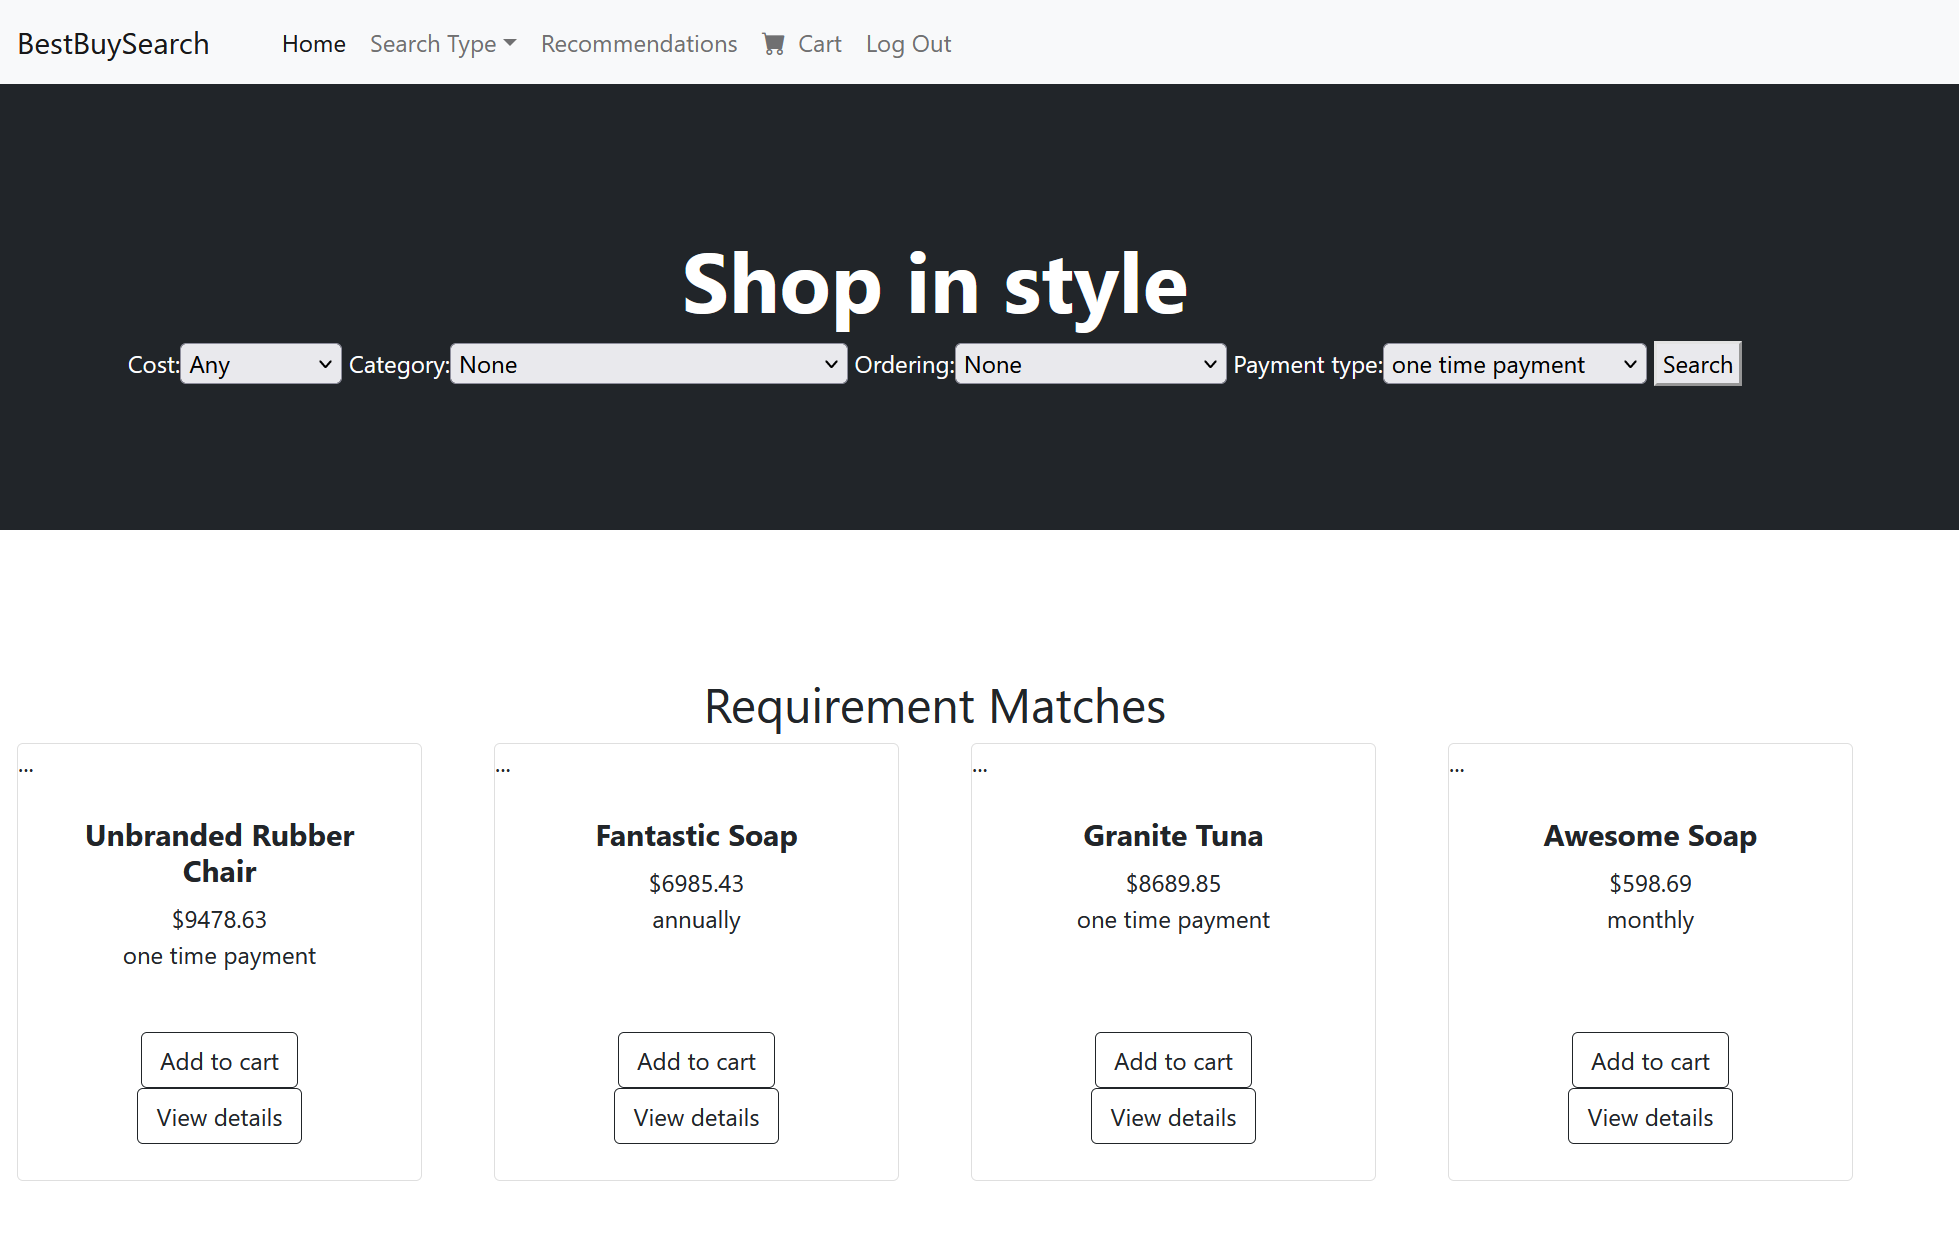 BestBuySearch Home Search Type Recommendations Cart Log Out
Shop in style
Cost: Any Category: None Ordering: None Payment type: one time payment Search
Requirement Matches
... ... ... ...
Unbranded Rubber
Chair
$9478.63
one time payment
Add to cart
View details
Fantastic Soap
$6985.43
annually
Add to cart
View details
Granite Tuna
$8689.85
one time payment
Add to cart
View details
Awesome Soap
$598.69
monthly
Add to cart
View details